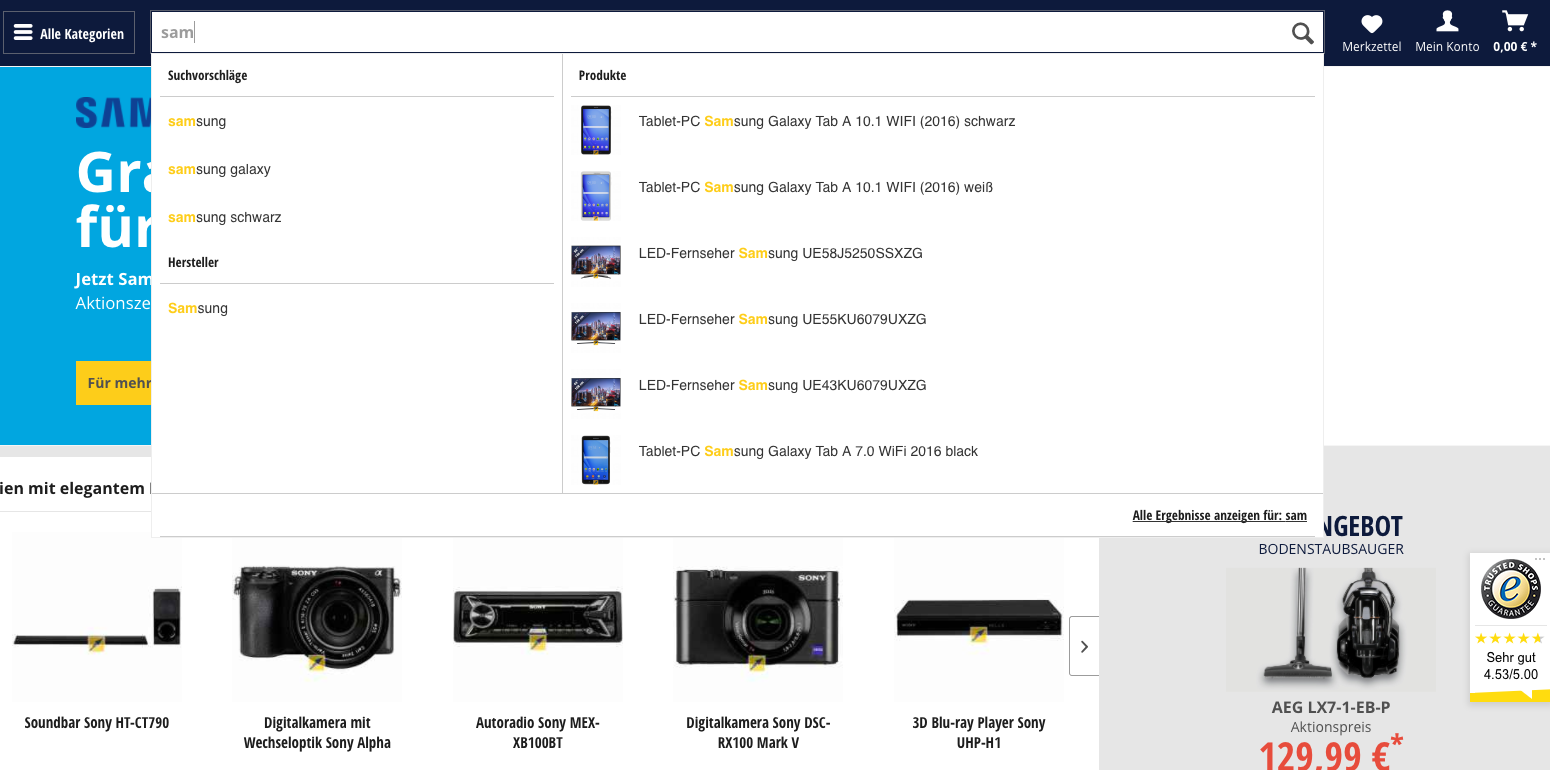 Alle Kategorien
sam
Merkzettel
Mein Konto
0,00 € *
Suchvorschläge
samsung
samsung galaxy
samsung schwarz
Hersteller
Samsung
Produkte
Tablet-PC Samsung Galaxy Tab A 10.1 WIFI (2016) schwarz
Tablet-PC Samsung Galaxy Tab A 10.1 WIFI (2016) weiß
LED-Fernseher Samsung UE58J5250SSXZG
LED-Fernseher Samsung UE55KU6079UXZG
LED-Fernseher Samsung UE43KU6079UXZG
Tablet-PC Samsung Galaxy Tab A 7.0 WiFi 2016 black
Alle Ergebnisse anzeigen für: sam
SAM
Gra
für
Jetzt Sam
Aktionsze
Für mehr
ien mit elegantem
SONY
SONY
SONY
Soundbar Sony HT-CT790
Digitalkamera mit
Wechseloptik Sony Alpha
Autoradio Sony MEX-
XB100BT
Digitalkamera Sony DSC-
RX100 Mark V
3D Blu-ray Player Sony
UHP-H1
NGEBOT
BODENSTAUBSAUGER
AEG LX7-1-EB-P
Aktionspreis
129,99 €*
TRUSTED SHOPS
e
GUARANTEE
Sehr gut
4.53/5.00